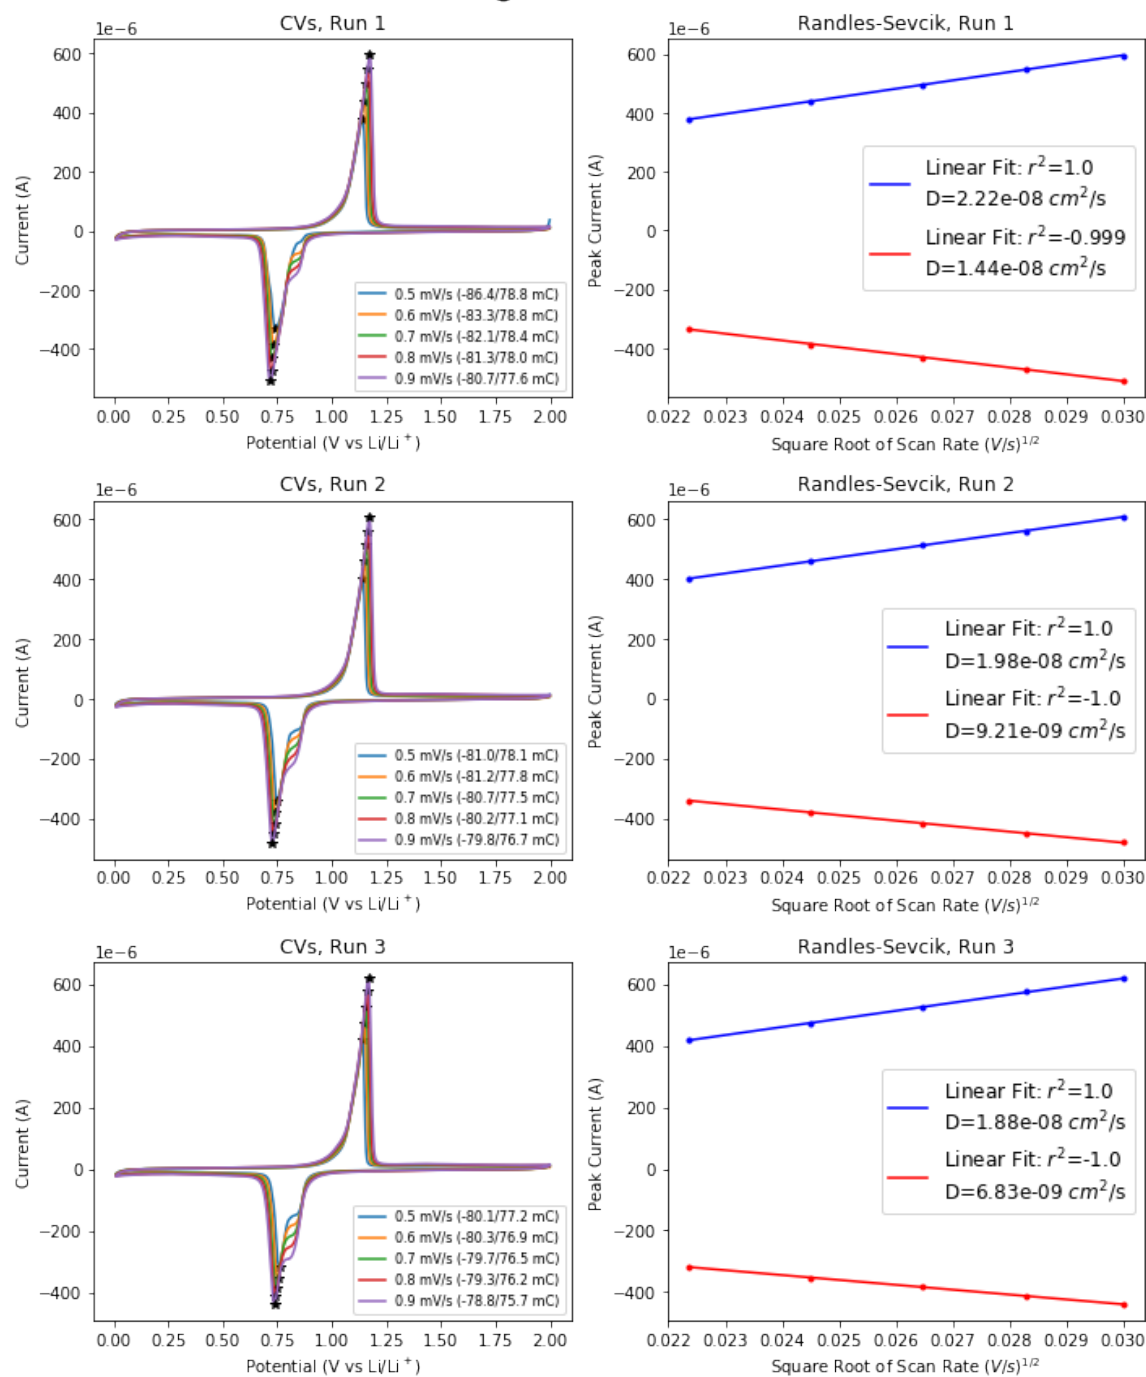 CVs, Run 1
1e−6
600
400
200
0
−200
−400
Current (A)
0.5 mV/s (-86.4/78.8 mC)
0.6 mV/s (-83.3/78.8 mC)
0.7 mV/s (-82.1/78.4 mC)
0.8 mV/s (-81.3/78.0 mC)
0.9 mV/s (-80.7/77.6 mC)
0.00 0.25 0.50 0.75 1.00 1.25 1.50 1.75 2.00
Potential (V vs Li/Li⁺)
Randles-Sevcik, Run 1
1e−6
600
400
200
0
−200
−400
Peak Current (A)
Linear Fit: r²=1.0
D=2.22e-08 cm²/s
Linear Fit: r²=-0.999
D=1.44e-08 cm²/s
0.022 0.023 0.024 0.025 0.026 0.027 0.028 0.029 0.030
Square Root of Scan Rate (V/s)^{1/2}
CVs, Run 2
1e−6
600
400
200
0
−200
−400
Current (A)
0.5 mV/s (-81.0/78.1 mC)
0.6 mV/s (-81.2/77.8 mC)
0.7 mV/s (-80.7/77.5 mC)
0.8 mV/s (-80.2/77.1 mC)
0.9 mV/s (-79.8/76.7 mC)
0.00 0.25 0.50 0.75 1.00 1.25 1.50 1.75 2.00
Potential (V vs Li/Li⁺)
Randles-Sevcik, Run 2
1e−6
600
400
200
0
−200
−400
Peak Current (A)
Linear Fit: r²=1.0
D=1.98e-08 cm²/s
Linear Fit: r²=-1.0
D=9.21e-09 cm²/s
0.022 0.023 0.024 0.025 0.026 0.027 0.028 0.029 0.030
Square Root of Scan Rate (V/s)^{1/2}
CVs, Run 3
1e−6
600
400
200
0
−200
−400
Current (A)
0.5 mV/s (-80.1/77.2 mC)
0.6 mV/s (-80.3/76.9 mC)
0.7 mV/s (-79.7/76.5 mC)
0.8 mV/s (-79.3/76.2 mC)
0.9 mV/s (-78.8/75.7 mC)
0.00 0.25 0.50 0.75 1.00 1.25 1.50 1.75 2.00
Potential (V vs Li/Li⁺)
Randles-Sevcik, Run 3
1e−6
600
400
200
0
−200
−400
Peak Current (A)
Linear Fit: r²=1.0
D=1.88e-08 cm²/s
Linear Fit: r²=-1.0
D=6.83e-09 cm²/s
0.022 0.023 0.024 0.025 0.026 0.027 0.028 0.029 0.030
Square Root of Scan Rate (V/s)^{1/2}